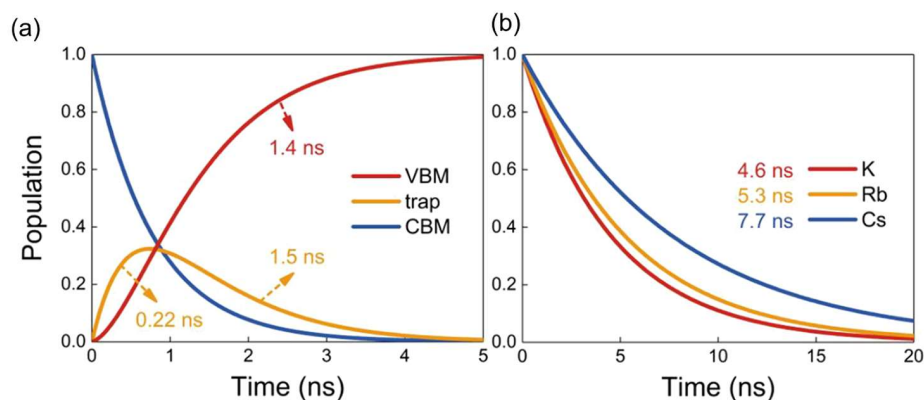 (a)
(b)
Population
1.0
0.8
0.6
0.4
0.2
0.0
0
1
2
3
4
5
Time (ns)
1.4 ns
VBM
trap
CBM
1.5 ns
0.22 ns
1.0
0.8
0.6
0.4
0.2
0
5
10
15
20
Time (ns)
4.6 ns K
5.3 ns Rb
7.7 ns Cs